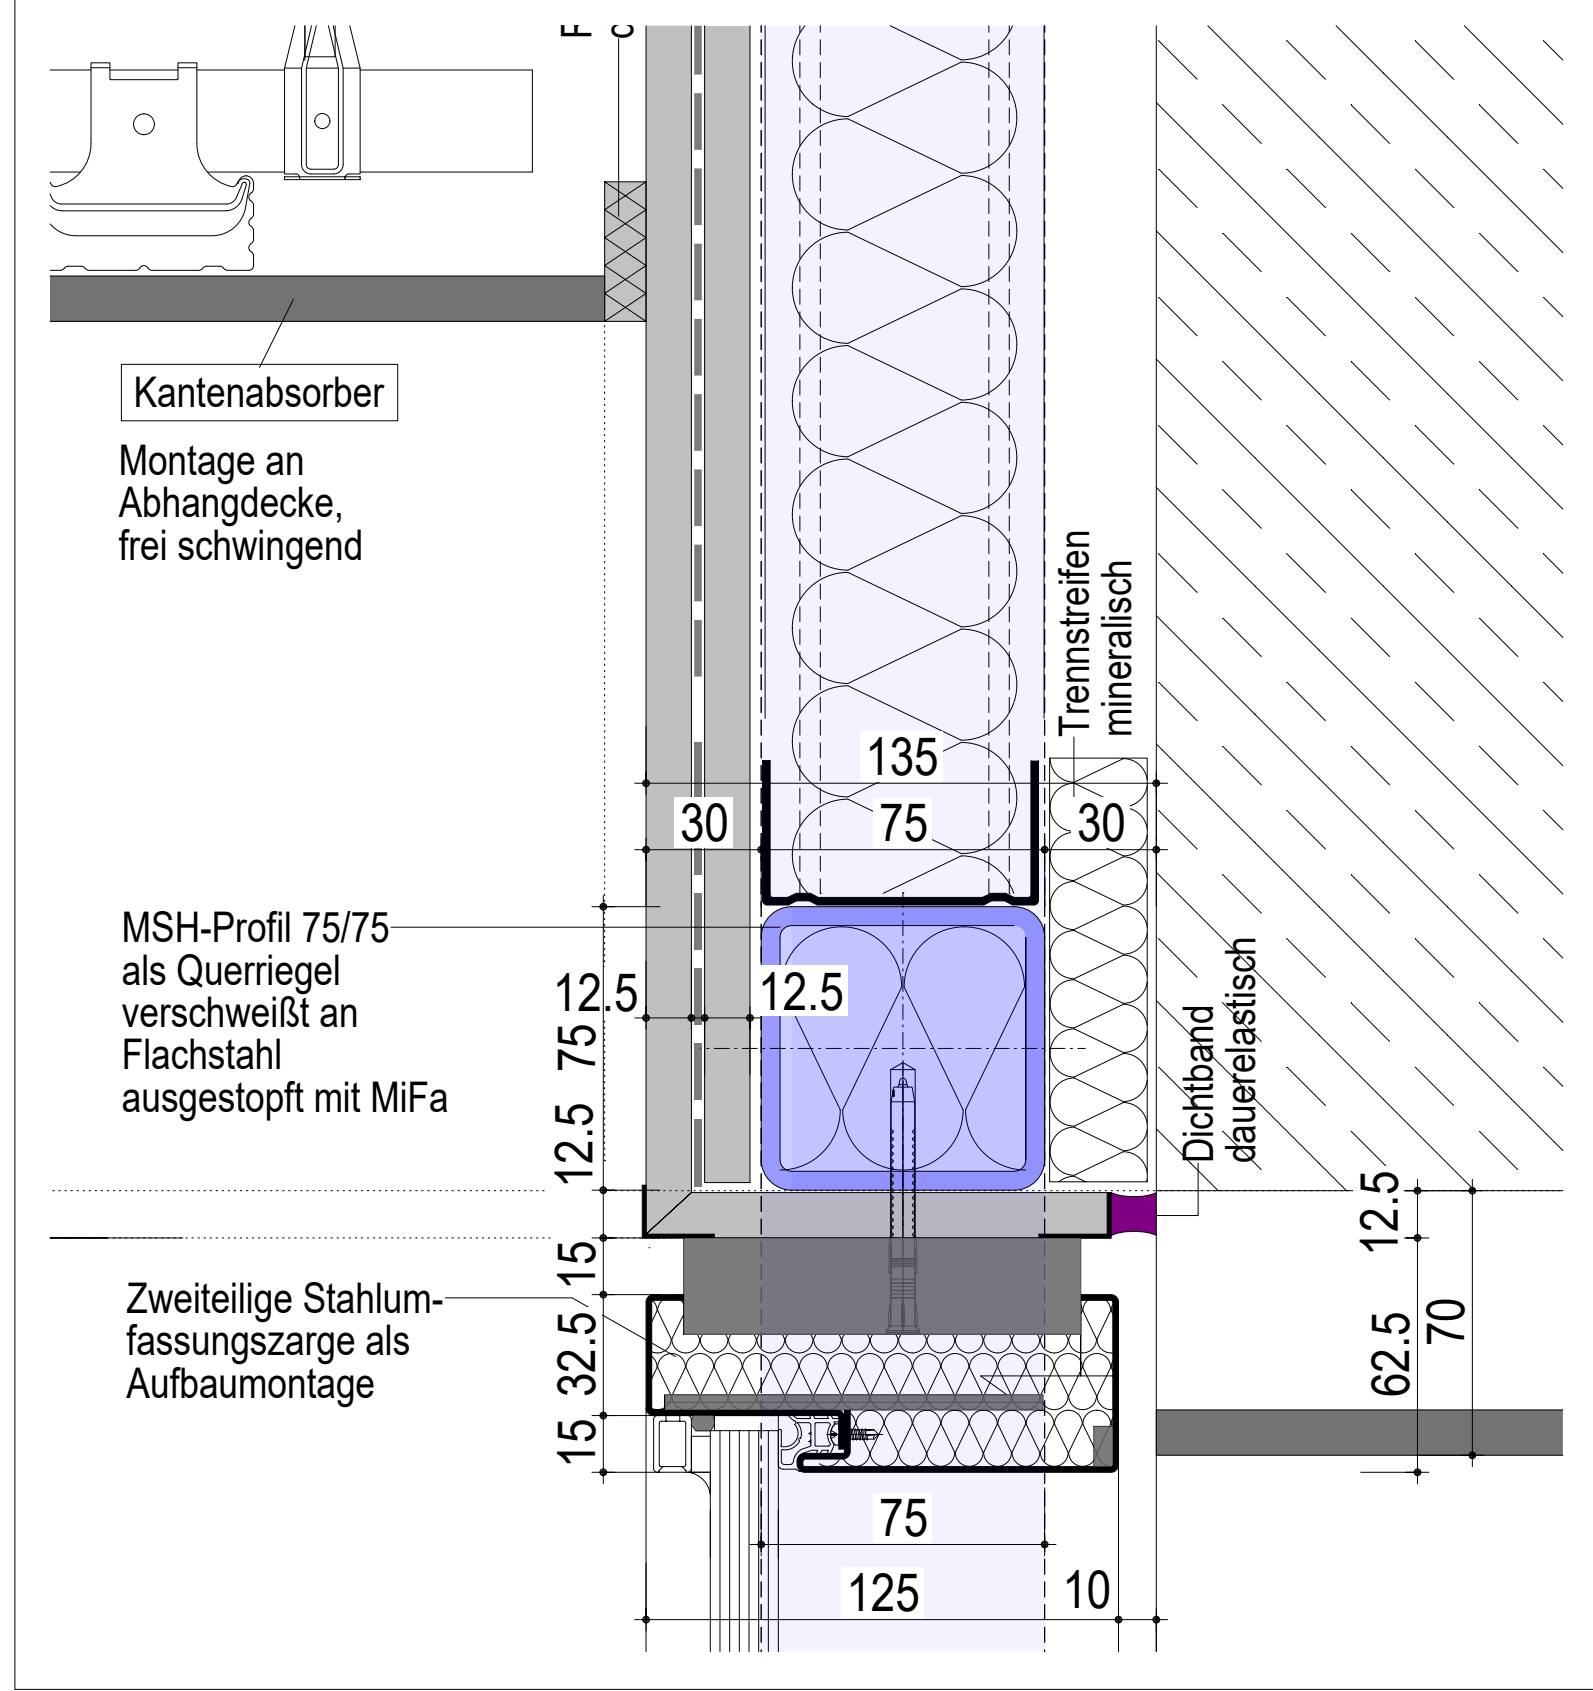 Kantenabsorber
Montage an
Abhangdecke,
frei schwingend
Trennstreifen
mineralisch
135
30
75
30
MSH-Profil 75/75
als Querriegel
verschweißt an
Flachstahl
ausgestopft mit MiFa
12.5
12.5
75
12.5
Dichtband
dauerelastisch
15
32.5
15
12.5
62.5
70
Zweiteilige Stahlum-
fassungszarge als
Aufbaumontage
75
125
10